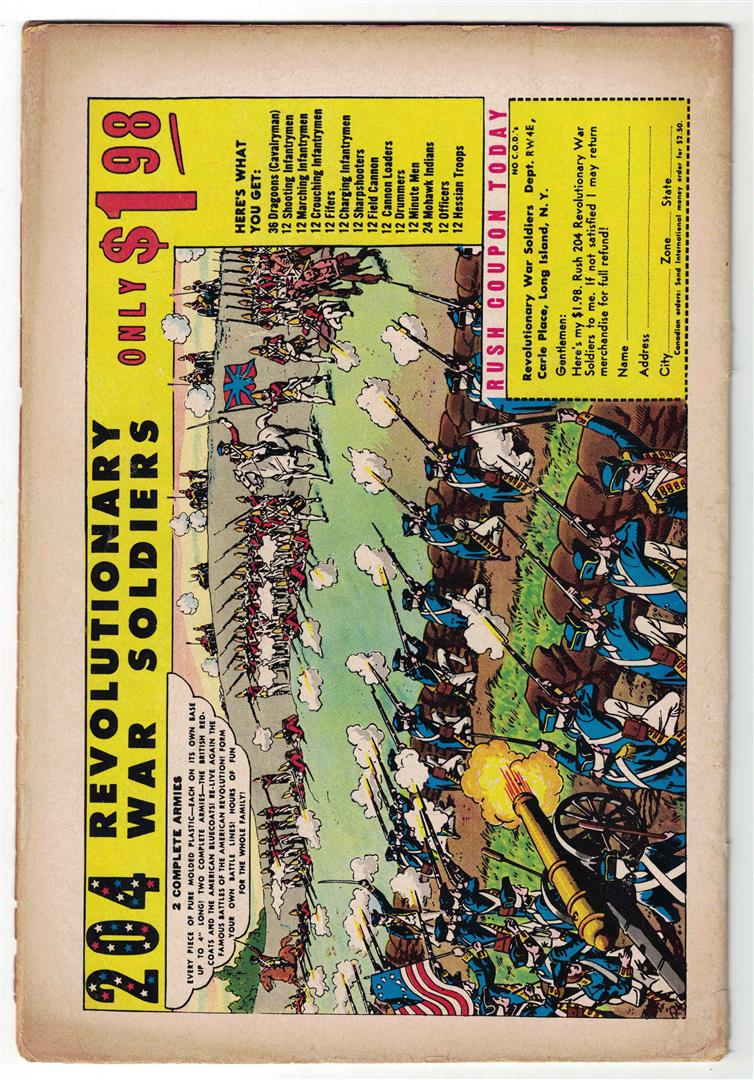 204 REVOLUTIONARY
WAR SOLDIERS
ONLY $1 98
2 COMPLETE ARMIES
EVERY PIECE OF PURE MOLDED PLASTIC—EACH ON ITS OWN BASE
UP TO 4" LONG! TWO COMPLETE ARMIES—THE BRITISH RED-
COATS AND THE AMERICAN BLUECOATS! RE-LIVE AGAIN THE
FAMOUS BATTLES OF THE AMERICAN REVOLUTION! FORM
YOUR OWN BATTLE LINES! HOURS OF FUN
FOR THE WHOLE FAMILY!
HERE'S WHAT
YOU GET:
36 Dragoons (Cavalryman)
12 Shooting Infantrymen
12 Marching Infantrymen
12 Crouching Infantrymen
12 Fifers
12 Charging Infantrymen
12 Sharpshooters
12 Field Cannon
12 Cannon Loaders
12 Drummers
12 Minute Men
24 Mohawk Indians
12 Officers
12 Hessian Troops
RUSH COUPON TODAY
NO C.O.D.'s
Revolutionary War Soldiers Dept. RW4E,
Carle Place, Long Island, N. Y.
Gentlemen:
Here's my $1.98. Rush 204 Revolutionary War
Soldiers to me. If not satisfied I may return
merchandise for full refund!
Name
Address
City Zone State
Canadian orders: Send International money order for $2.50.